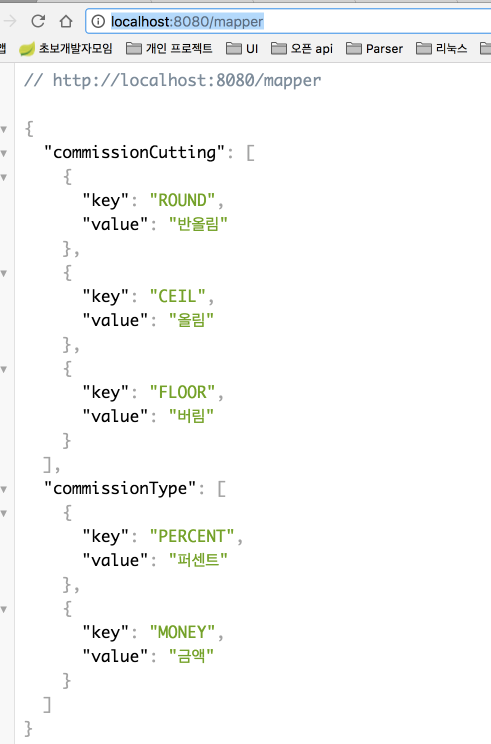 localhost:8080/mapper
앱 초보개발자모임 개인 프로젝트 UI 오픈 api Parser 리눅스
// http://localhost:8080/mapper
{
"commissionCutting": [
{
"key": "ROUND",
"value": "반올림"
},
{
"key": "CEIL",
"value": "올림"
},
{
"key": "FLOOR",
"value": "버림"
}
],
"commissionType": [
{
"key": "PERCENT",
"value": "퍼센트"
},
{
"key": "MONEY",
"value": "금액"
}
]
}